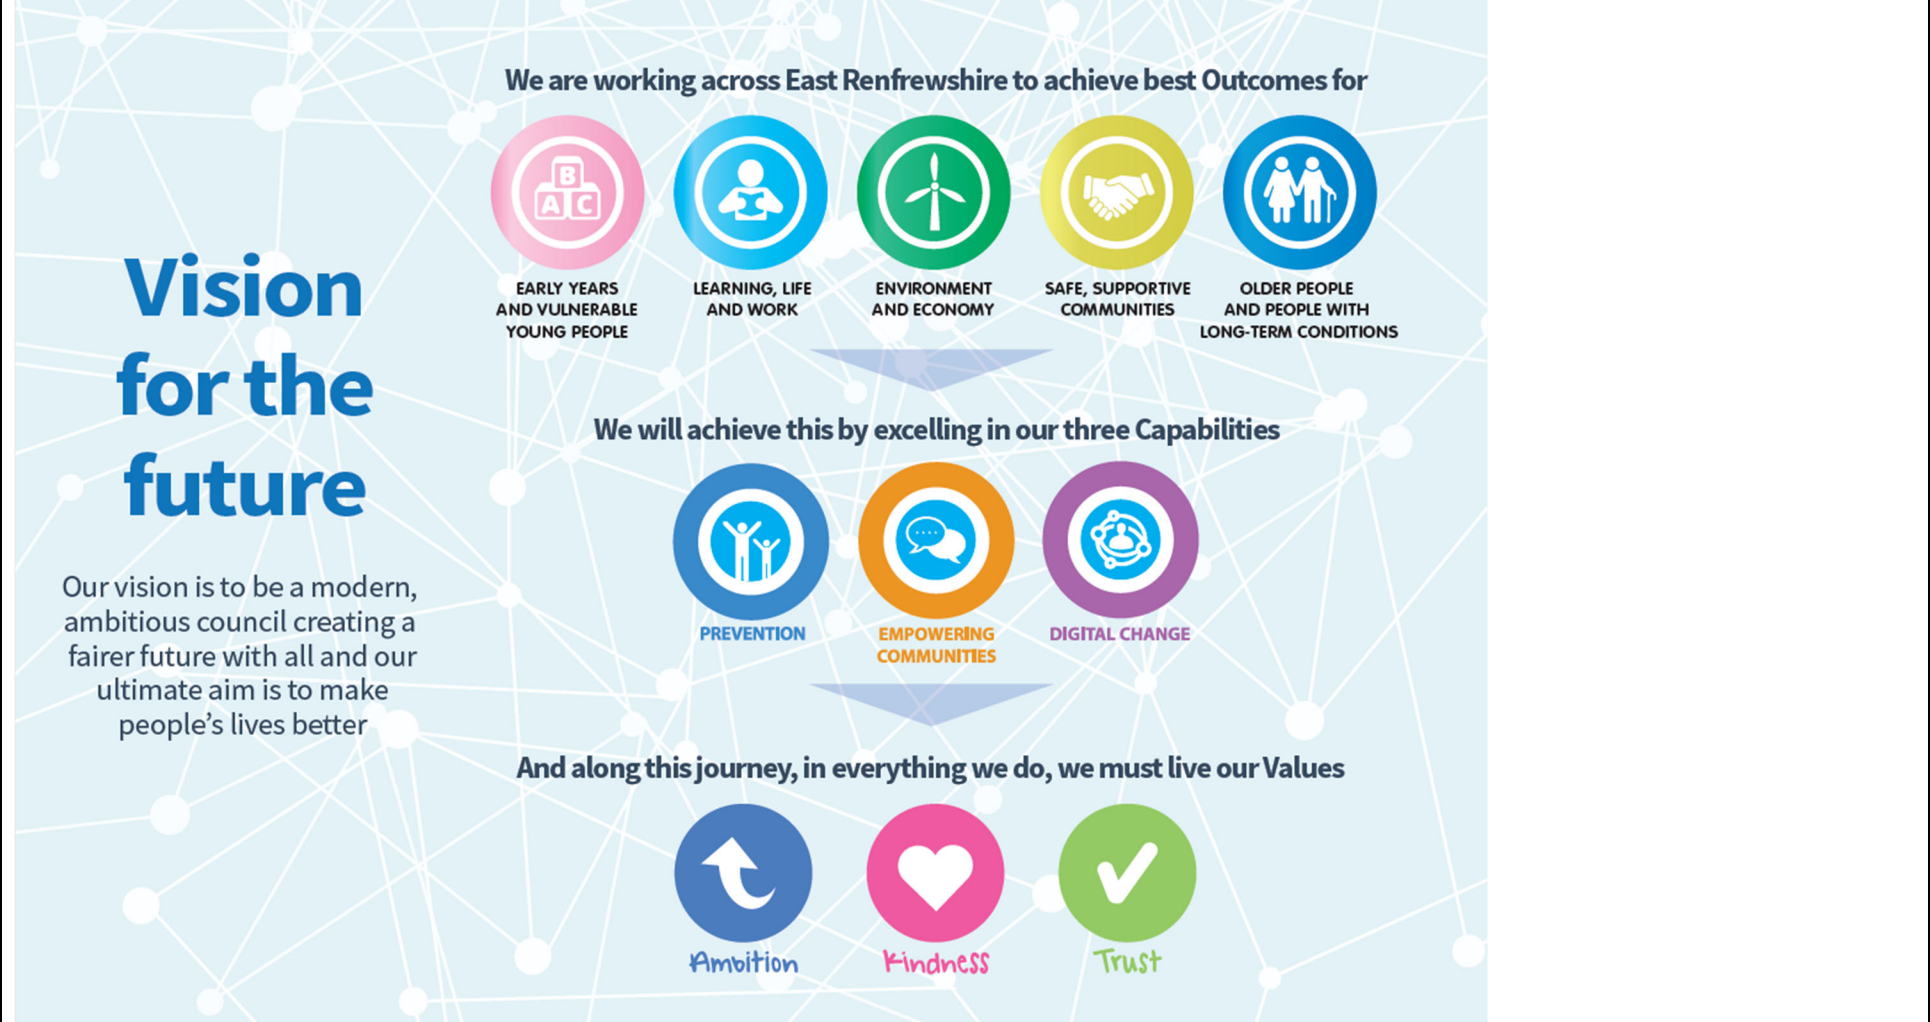 Vision
for the
future
Our vision is to be a modern,
ambitious council creating a
fairer future with all and our
ultimate aim is to make
people's lives better
We are working across East Renfrewshire to achieve best Outcomes for
B
A C
EARLY YEARS
AND VULNERABLE
YOUNG PEOPLE
LEARNING, LIFE
AND WORK
ENVIRONMENT
AND ECONOMY
SAFE, SUPPORTIVE
COMMUNITIES
OLDER PEOPLE
AND PEOPLE WITH
LONG-TERM CONDITIONS
We will achieve this by excelling in our three Capabilities
PREVENTION
EMPOWERING
COMMUNITIES
DIGITAL CHANGE
And along this journey, in everything we do, we must live our Values
Ambition
Kindness
Trust